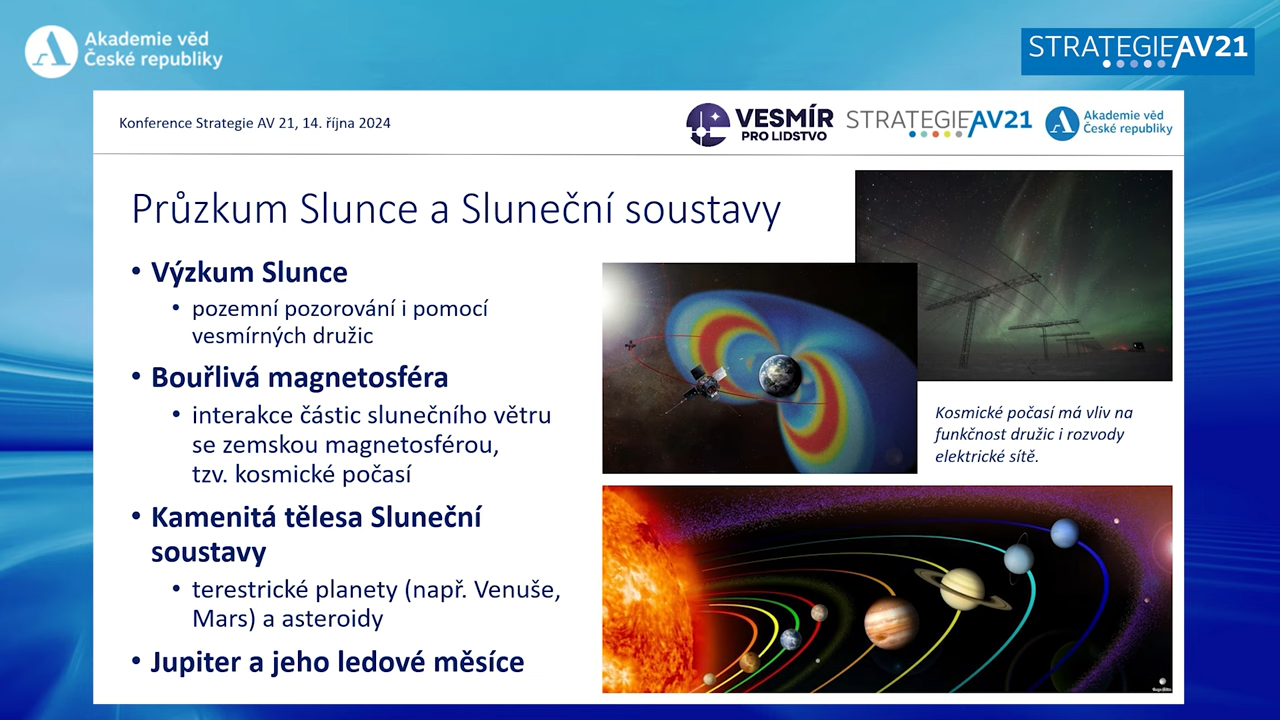 Akademie věd
České republiky
STRATEGIE AV21
Konference Strategie AV 21, 14. října 2024
VESMÍR
PRO LIDSTVO
STRATEGIE AV21
Akademie věd
České republiky
Průzkum Slunce a Sluneční soustavy
• Výzkum Slunce
• pozemní pozorování i pomocí
vesmírných družic
• Bouřlivá magnetosféra
• interakce částic slunečního větru
se zemskou magnetosférou,
tzv. kosmické počasí
• Kamenitá tělesa Sluneční
soustavy
• terestrické planety (např. Venuše,
Mars) a asteroidy
• Jupiter a jeho ledové měsíce
Kosmické počasí má vliv na
funkčnost družic i rozvody
elektrické sítě.